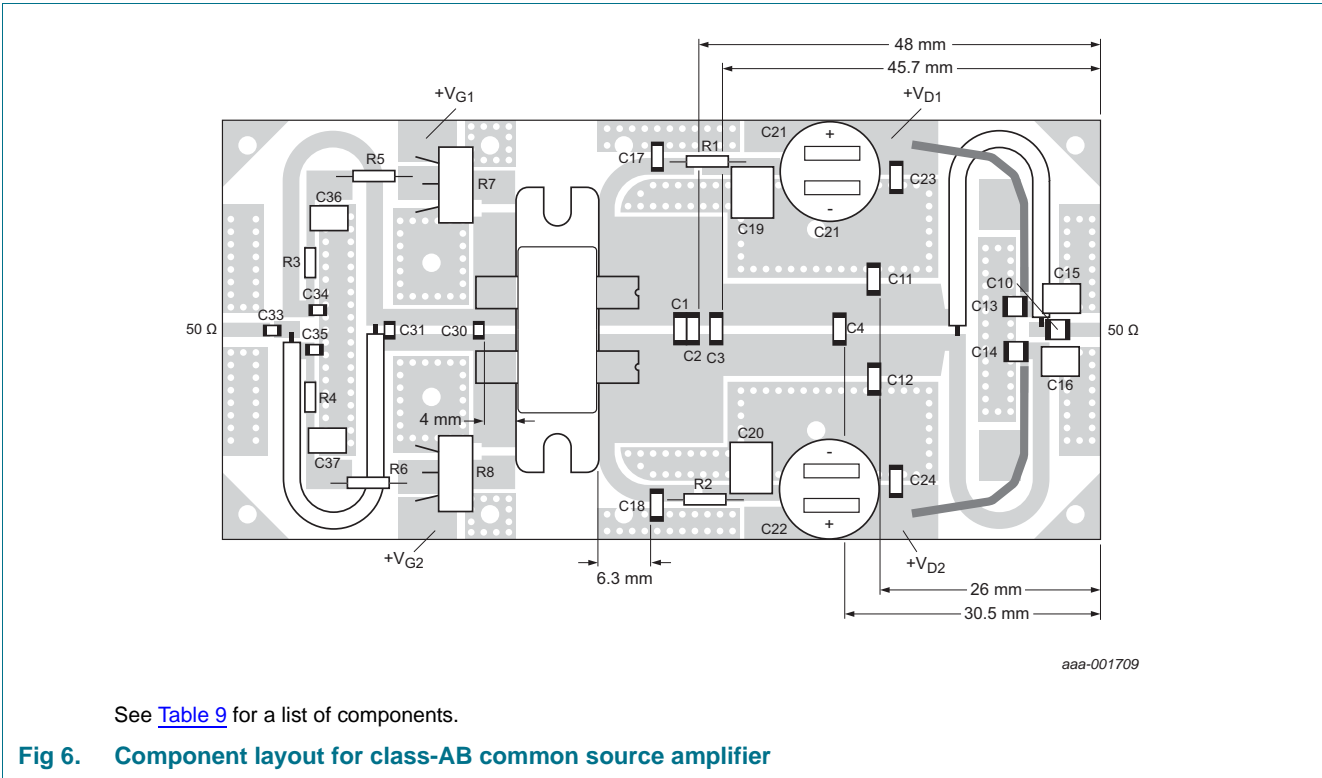 48 mm
45.7 mm
+VG1
+VD1
C21
+
C17
R1
R5
C23
R7
C36
-
C19
C21
R3
C11
C15
C10
C34
C13
C1
50 Ω
C33
C31
C30
C4
50 Ω
C35
C2
C3
C14
C12
C16
R4
4 mm
C20
C37
-
R6
R8
R2
C24
C18
C22
+
+VG2
+VD2
6.3 mm
26 mm
30.5 mm
aaa-001709
See Table 9 for a list of components.
Fig 6. Component layout for class-AB common source amplifier